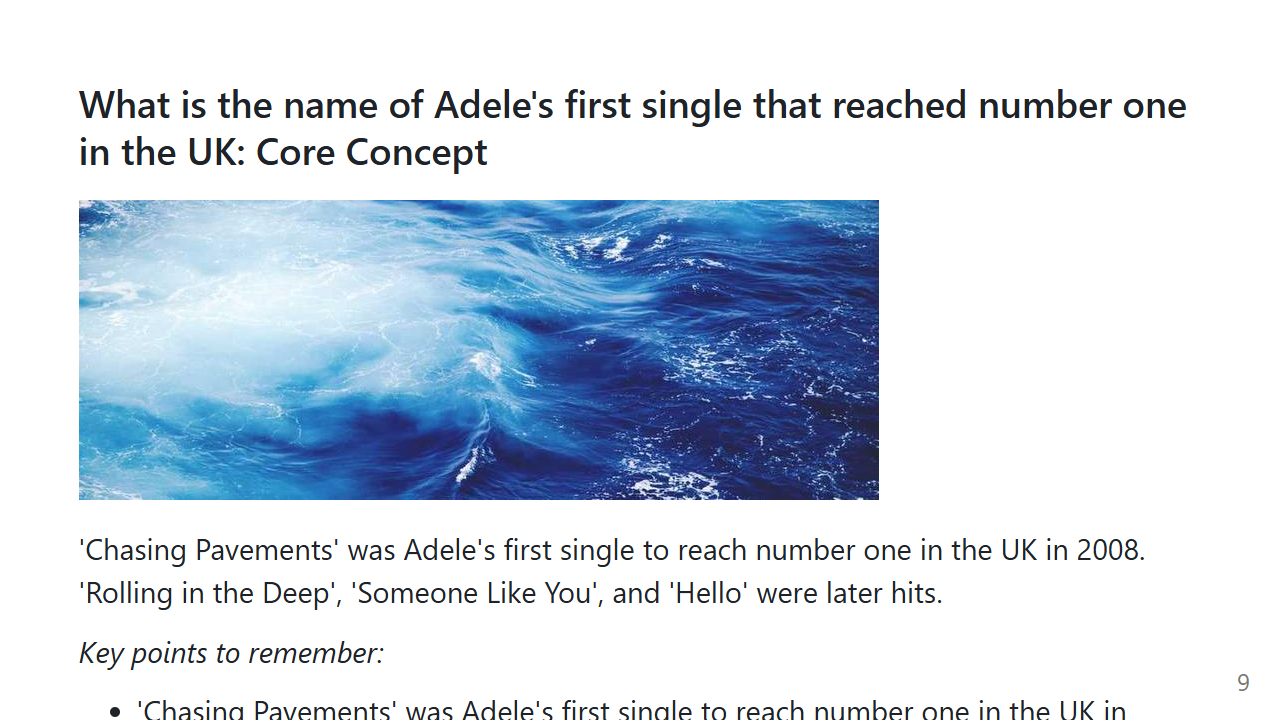 What is the name of Adele's first single that reached number one
in the UK: Core Concept
'Chasing Pavements' was Adele's first single to reach number one in the UK in 2008.
'Rolling in the Deep', 'Someone Like You', and 'Hello' were later hits.
Key points to remember:
• 'Chasing Pavements' was Adele's first single to reach number one in the UK in
9